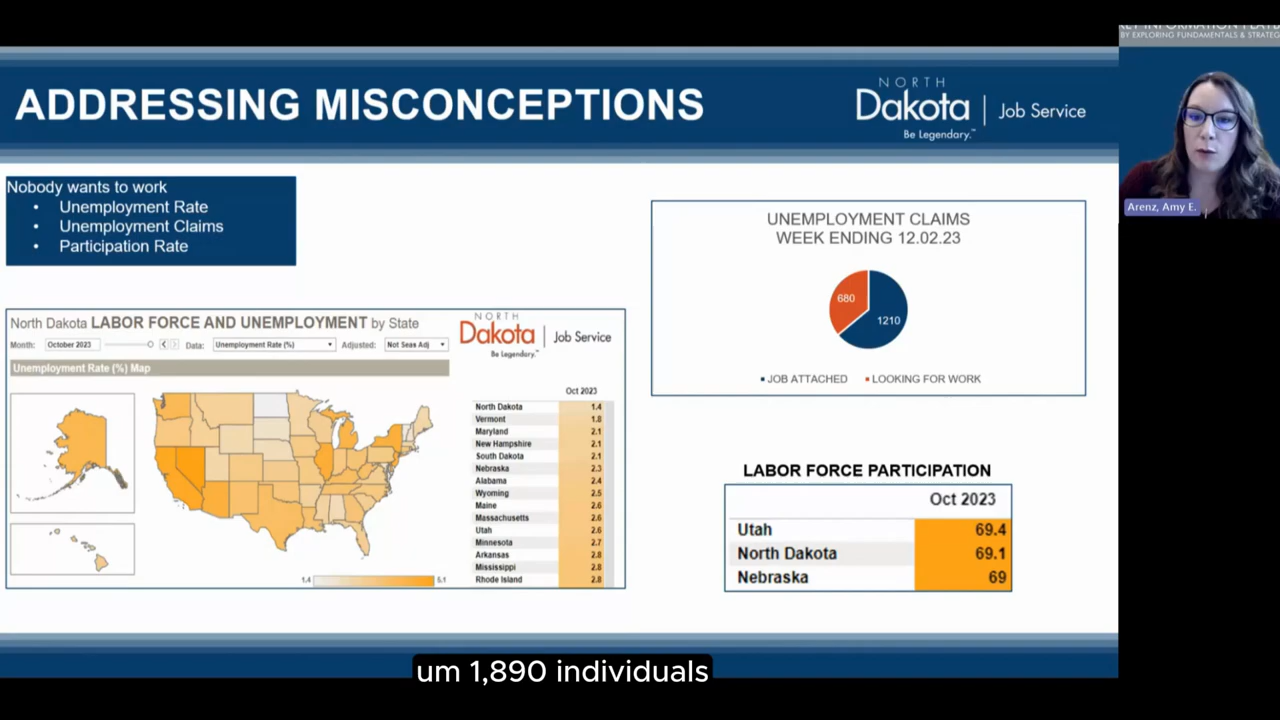 ADDRESSING MISCONCEPTIONS
NORTH
Dakota
Be Legendary.™
Job Service
BY EXPLORING FUNDAMENTALS & STRATEG
Arenz, Amy E.
Nobody wants to work
• Unemployment Rate
• Unemployment Claims
• Participation Rate
UNEMPLOYMENT CLAIMS
WEEK ENDING 12.02.23
680
1210
JOB ATTACHED LOOKING FOR WORK
North Dakota LABOR FORCE AND UNEMPLOYMENT by State
Month: October 2023 Data: Unemployment Rate (%) Adjusted: Not Seas Adj
NORTH
Dakota
Be Legendary.™
Job Service
Unemployment Rate (%) Map
Oct 2023
North Dakota 1.4
Vermont 1.8
Maryland 2.1
New Hampshire 2.1
South Dakota 2.1
Nebraska 2.3
Alabama 2.4
Wyoming 2.5
Maine 2.6
Massachusetts 2.6
Utah 2.6
Minnesota 2.7
Arkansas 2.8
Mississippi 2.8
Rhode Island 2.8
1.4 5.1
LABOR FORCE PARTICIPATION
Oct 2023
Utah 69.4
North Dakota 69.1
Nebraska 69
um 1,890 individuals